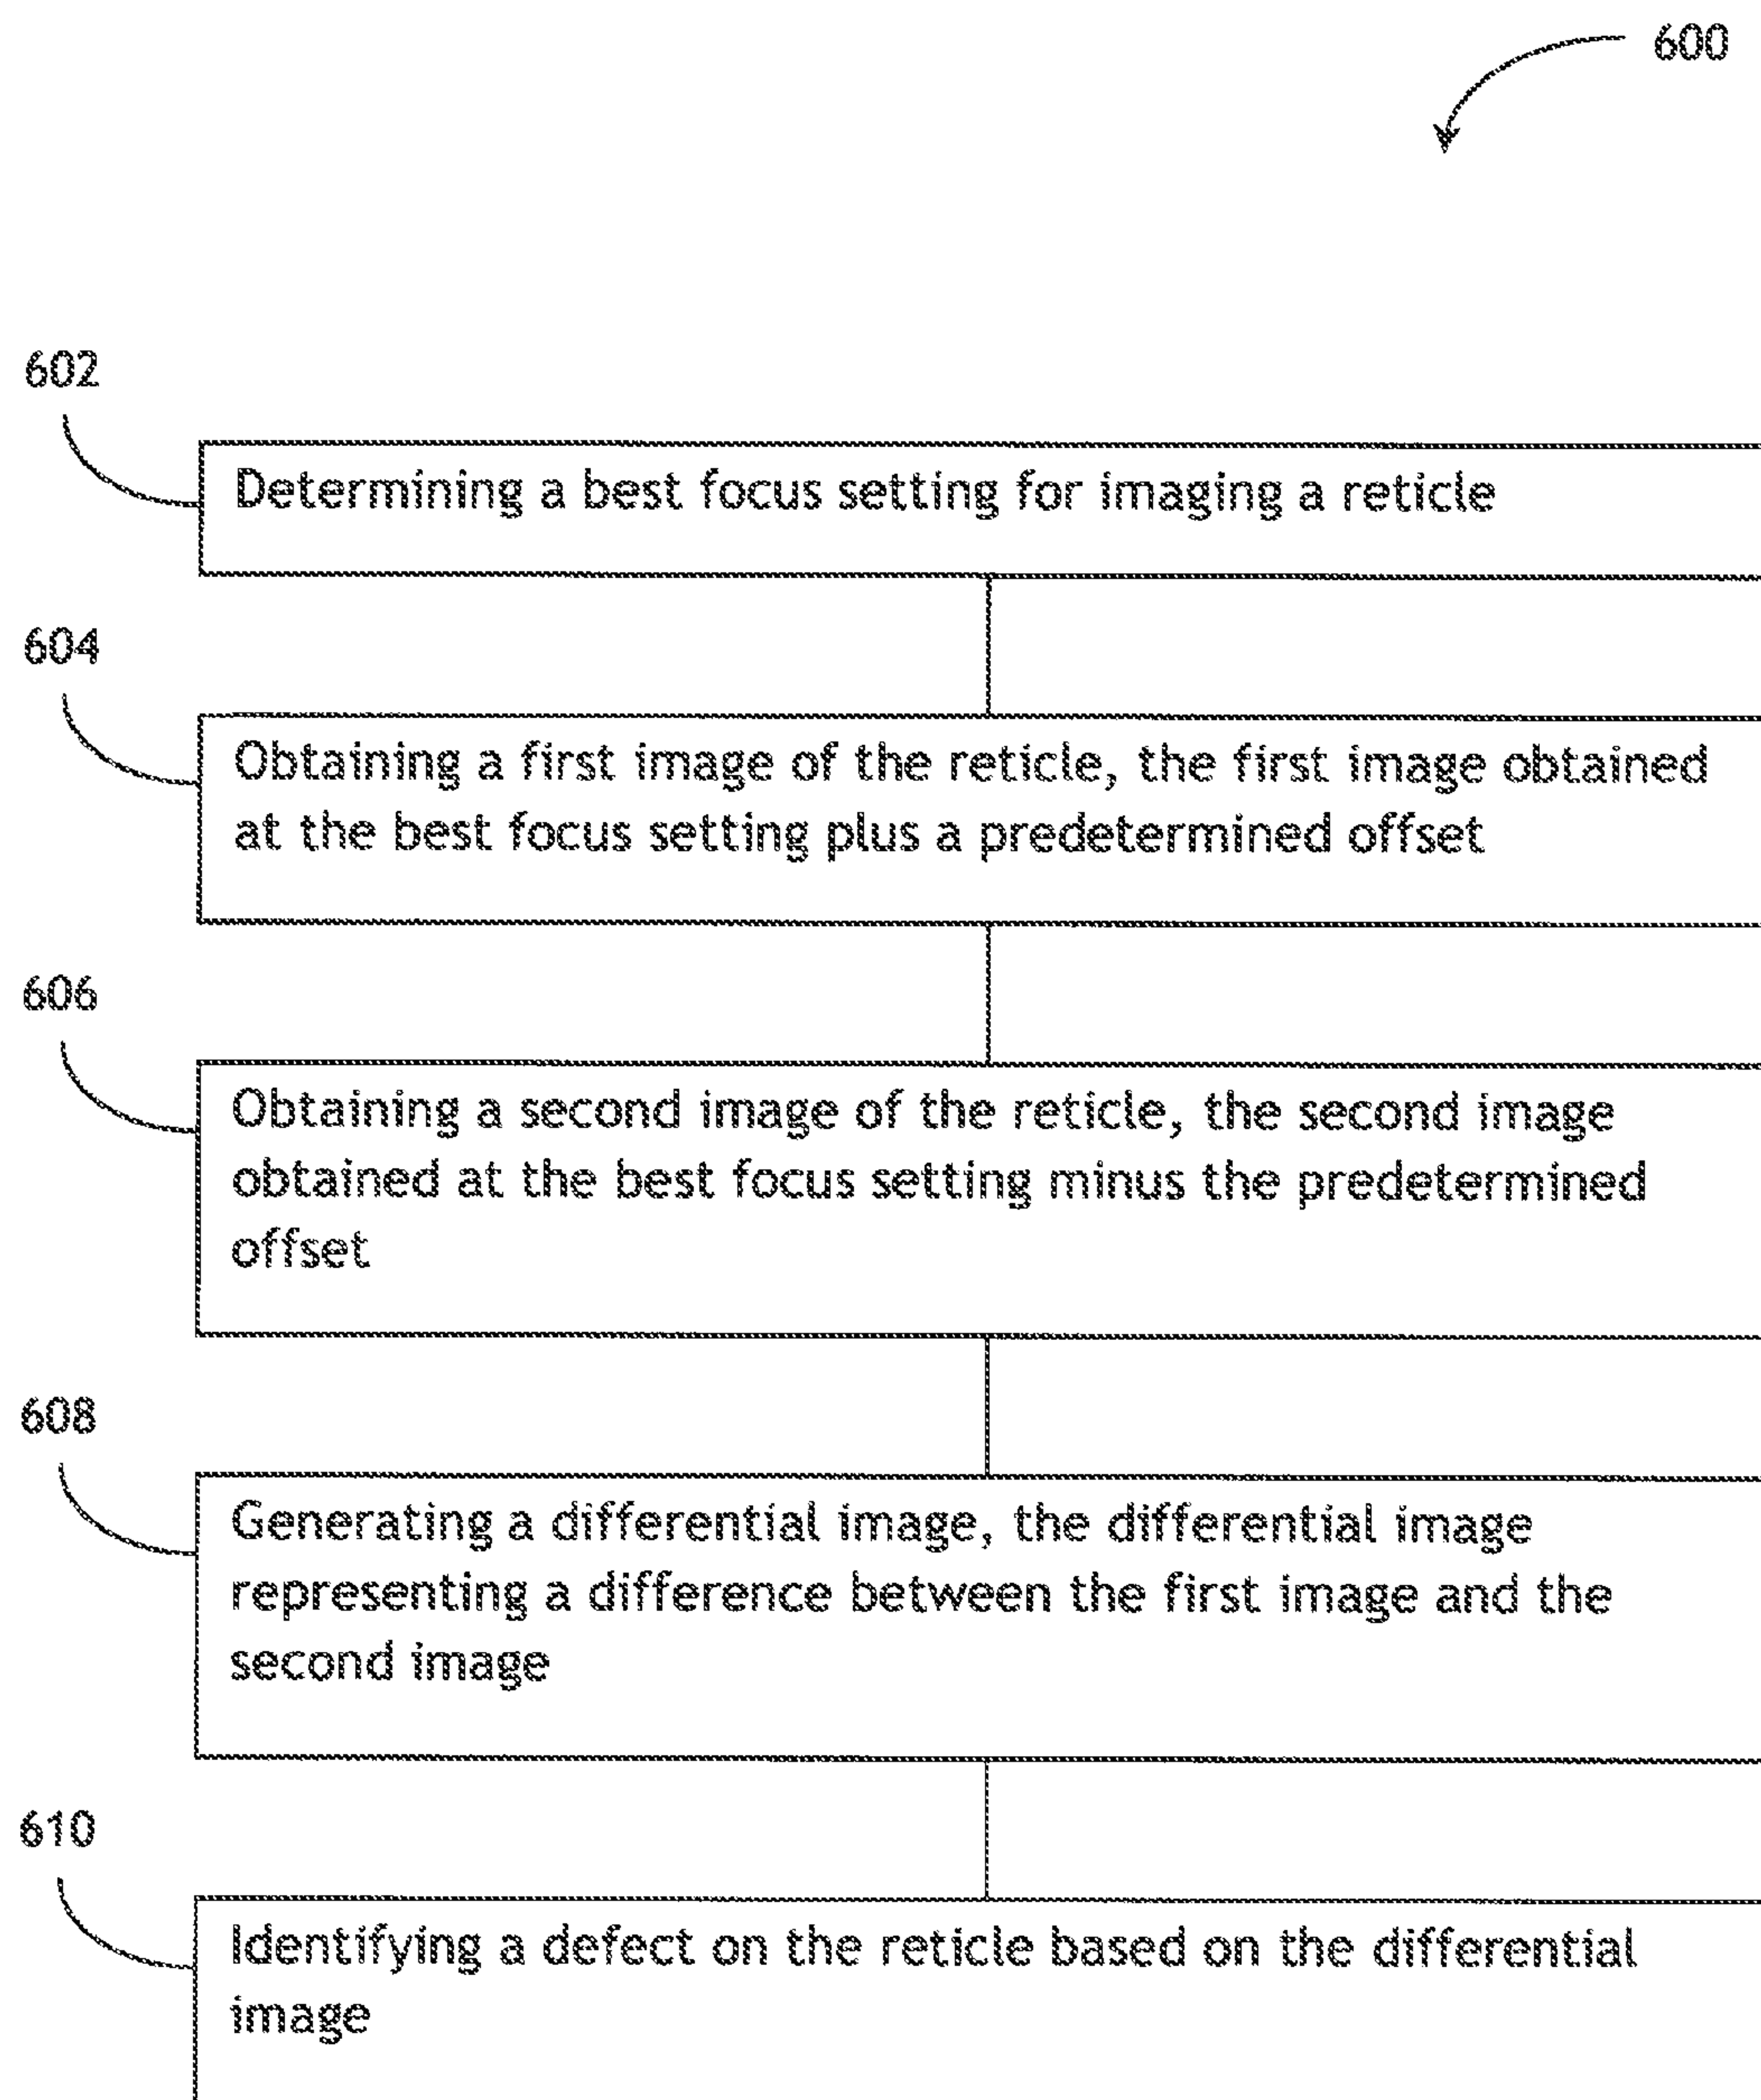 600
602
Determining a best focus setting for imaging a reticle
604
Obtaining a first image of the reticle, the first image obtained
at the best focus setting plus a predetermined offset
606
Obtaining a second image of the reticle, the second image
obtained at the best focus setting minus the predetermined
offset
608
Generating a differential image, the differential image
representing a difference between the first image and the
second image
610
Identifying a defect on the reticle based on the differential
image